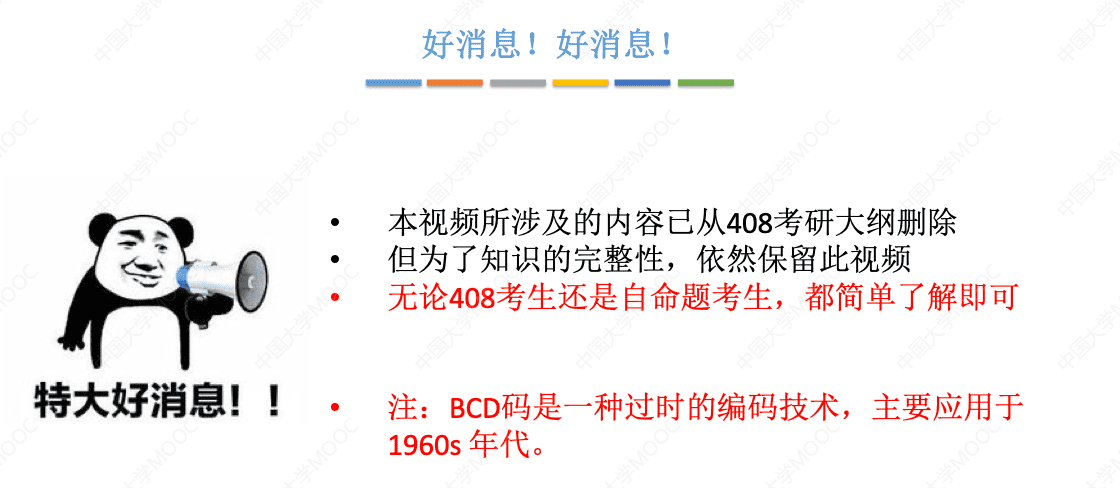 好消息！好消息！
• 本视频所涉及的内容已从408考研大纲删除
• 但为了知识的完整性，依然保留此视频
• 无论408考生还是自命题考生，都简单了解即可
特大好消息！！
• 注：BCD码是一种过时的编码技术，主要应用于
1960s 年代。
中国大学MOOC